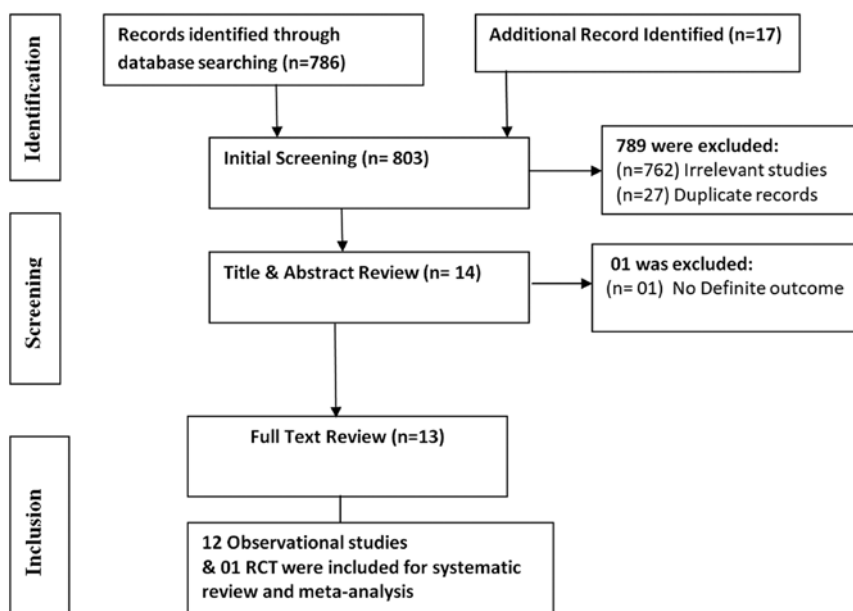 Identification
Records identified through
database searching (n=786)
Additional Record Identified (n=17)
Initial Screening (n= 803)
789 were excluded:
(n=762) Irrelevant studies
(n=27) Duplicate records
Screening
Title & Abstract Review (n= 14)
01 was excluded:
(n= 01)  No Definite outcome
Full Text Review (n=13)
Inclusion
12 Observational studies
& 01 RCT were included for systematic
review and meta-analysis